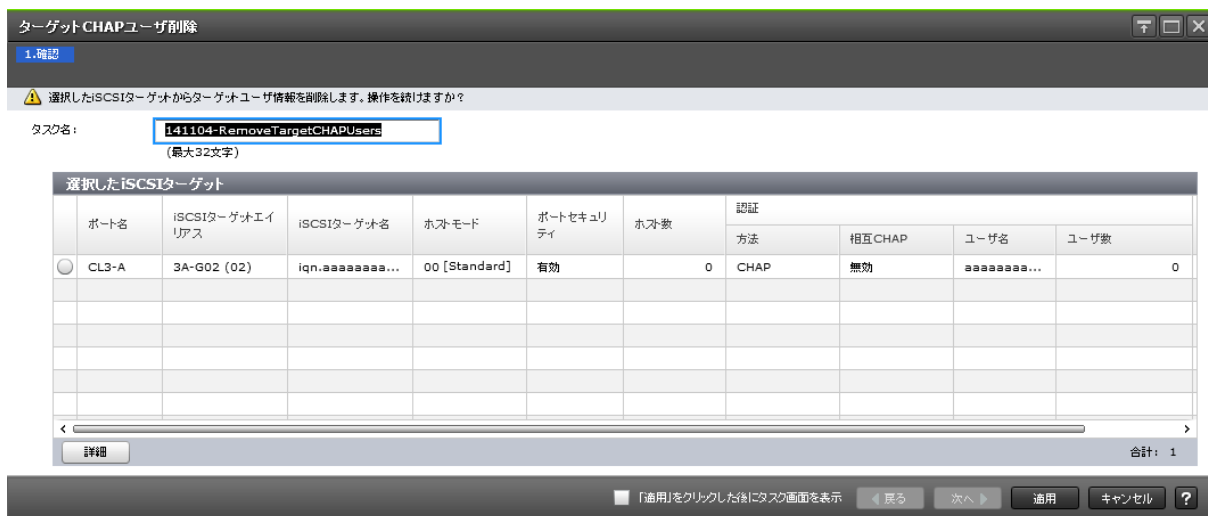 ターゲットCHAPユーザ削除
1.確認
選択したiSCSIターゲットからターゲットユーザ情報を削除します。操作を続けますか?
タスク名:
141104-RemoveTargetCHAPUsers
(最大32文字)
選択したiSCSIターゲット
ポート名
iSCSIターゲットエイ
リアス
iSCSIターゲット名
ホストモード
ポートセキュリ
ティ
ホスト数
認証
方法
相互CHAP
ユーザ名
ユーザ数
CL3-A
3A-G02 (02)
iqn.aaaaaaaa...
00 [Standard]
有効
0
CHAP
無効
aaaaaaaa...
0
詳細
合計: 1
「適用」をクリックした後にタスク画面を表示
戻る
次へ
適用
キャンセル
?